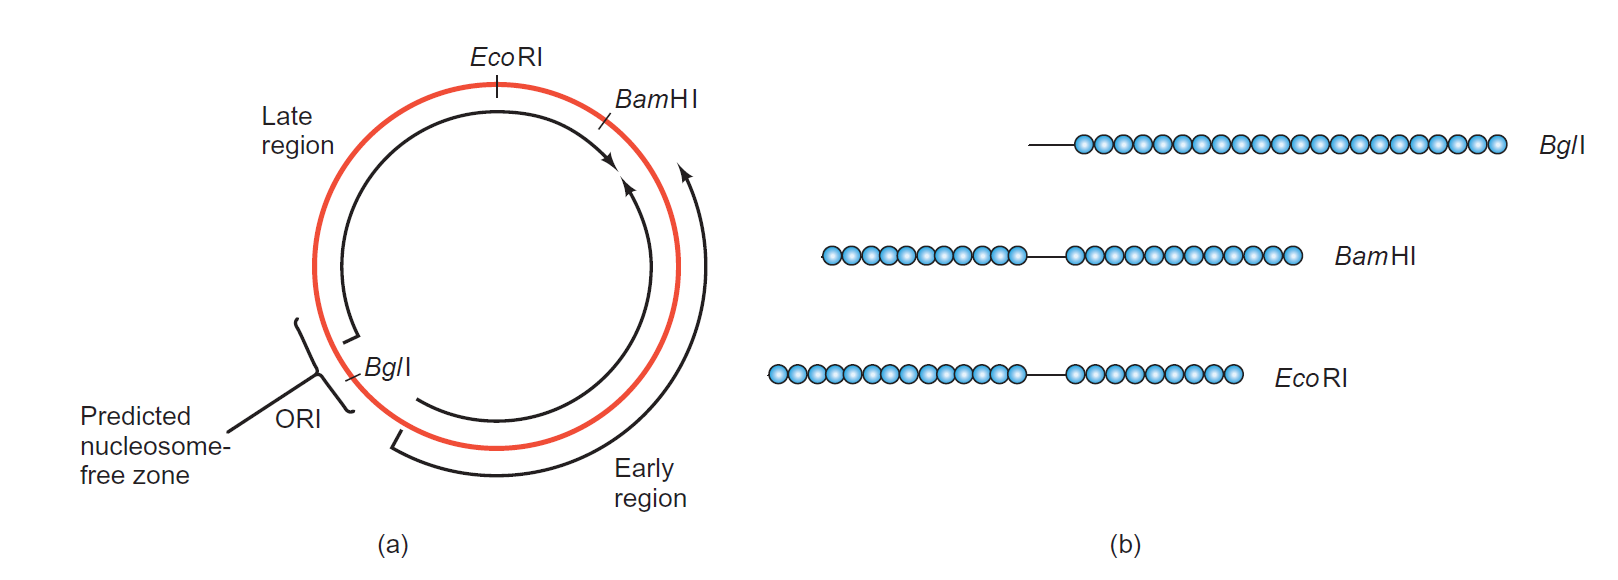 EcoRI
BamHI
Late
region
BglI
ORI
Predicted
nucleosome-
free zone
Early
region
(a)
BglI
BamHI
EcoRI
(b)